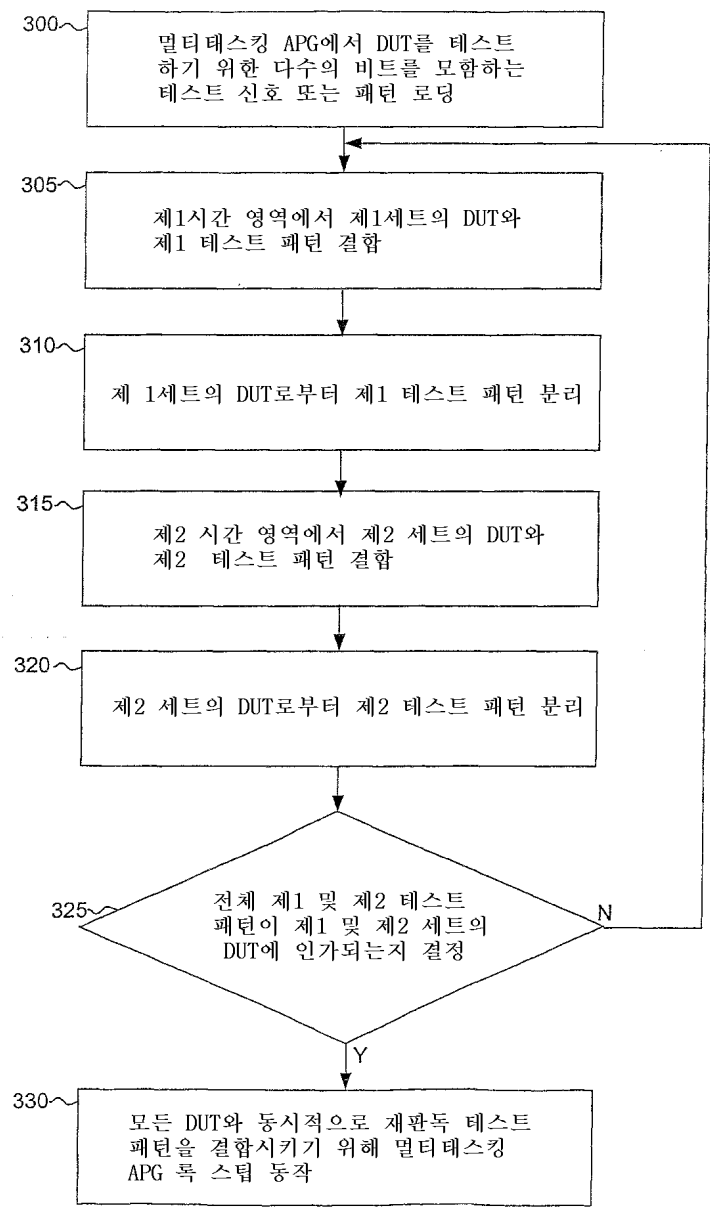 300
멀티태스킹 APG에서 DUT를 테스트
하기 위한 다수의 비트를 모함하는
테스트 신호 또는 패턴 로딩
305
제1시간 영역에서 제1세트의 DUT와
제1 테스트 패턴 결합
310
제 1세트의 DUT로부터 제1 테스트 패턴 분리
315
제2 시간 영역에서 제2 세트의 DUT와
제2 테스트 패턴 결합
320
제2 세트의 DUT로부터 제2 테스트 패턴 분리
325
전체 제1 및 제2 테스트
패턴이 제1 및 제2 세트의
DUT에 인가되는지 결정
N
Y
330
모든 DUT와 동시적으로 재판독 테스트
패턴을 결합시키기 위해 멀티태스킹
APG 록 스텝 동작